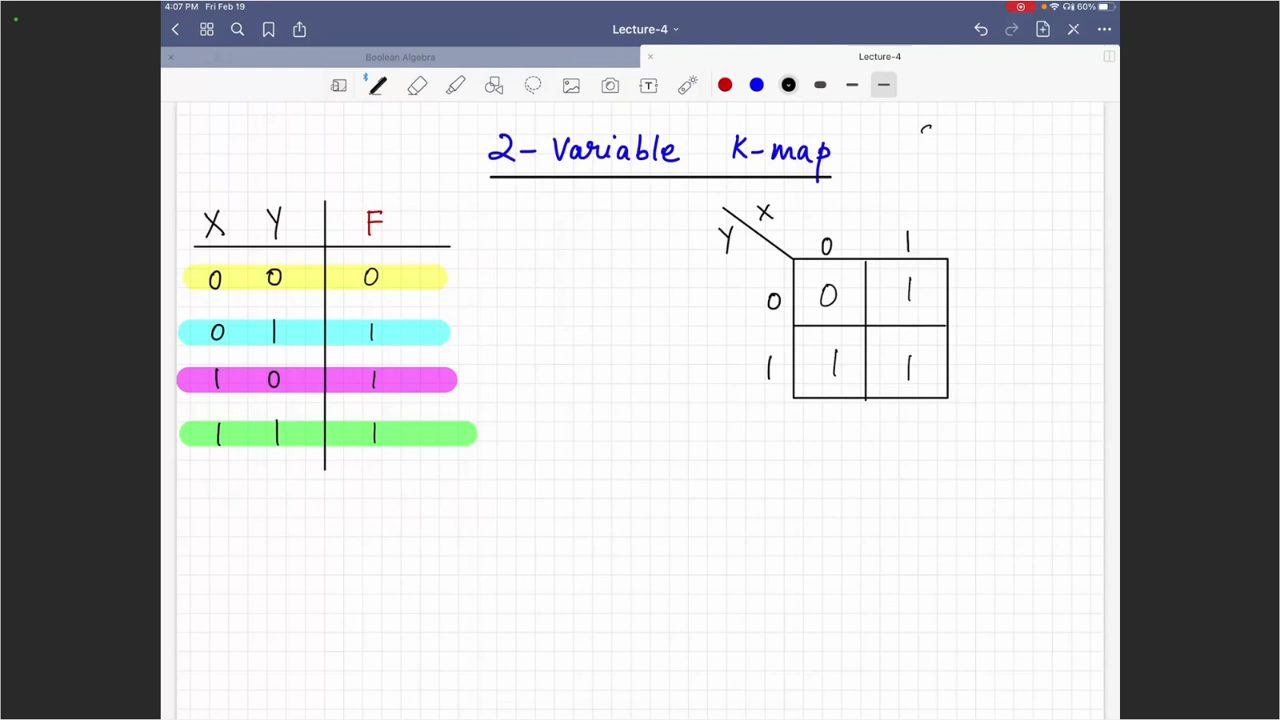 4:07 PM Fri Feb 19
60%
Lecture-4
Boolean Algebra
Lecture-4
2- Variable K-map
X Y F
0 0 0
0 1 1
1 0 1
1 1 1
X
Y
0 1
0 0 1
1 1 1